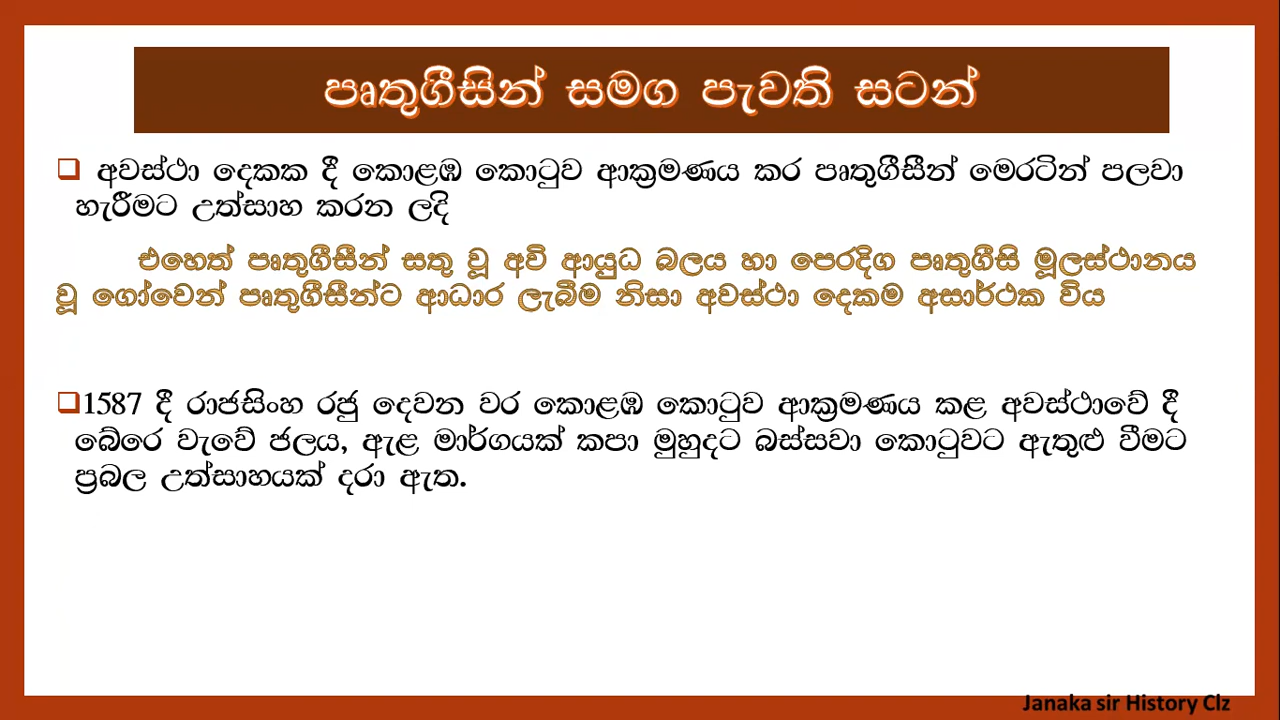 පෘතුගීසින් සමග පැවති සටන්
අවස්ථා දෙකක දී කොළඹ කොටුව ආක්‍රමණය කර පෘතුගීසීන් මෙරටින් පලවා
හැරීමට උත්සාහ කරන ලදි
එහෙත් පෘතුගීසීන් සතු වූ අවි ආයුධ බලය හා පෙරදිග පෘතුගීසි මූලස්ථානය
වූ ගෝවෙන් පෘතුගීසීන්ට ආධාර ලැබීම නිසා අවස්ථා දෙකම අසාර්ථක විය
1587 දී රාජසිංහ රජු දෙවන වර කොළඹ කොටුව ආක්‍රමණය කළ අවස්ථාවේ දී
බේරෙ වැවේ ජලය, ඇළ මාර්ගයක් කපා මුහුදට බස්සවා කොටුවට ඇතුළු වීමට
ප්‍රබල උත්සාහයක් දරා ඇත.
Janaka sir History Clz